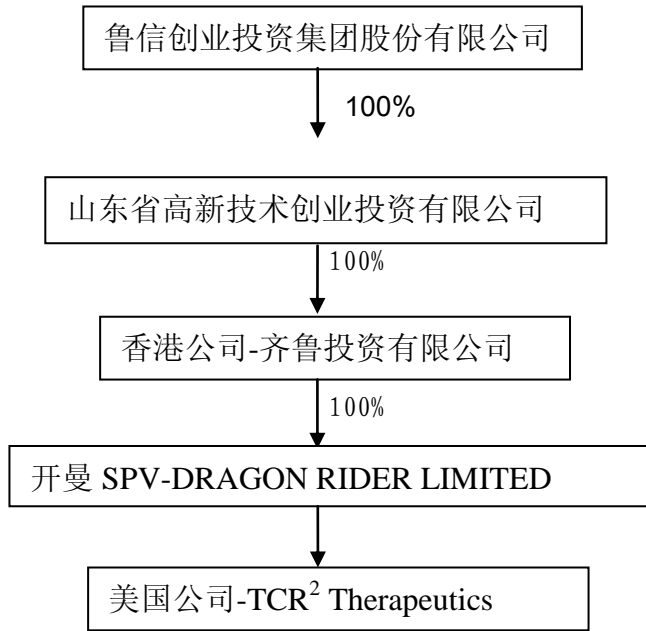 鲁信创业投资集团股份有限公司
100%
山东省高新技术创业投资有限公司
100%
香港公司-齐鲁投资有限公司
100%
开曼 SPV-DRAGON RIDER LIMITED
美国公司-TCR² Therapeutics